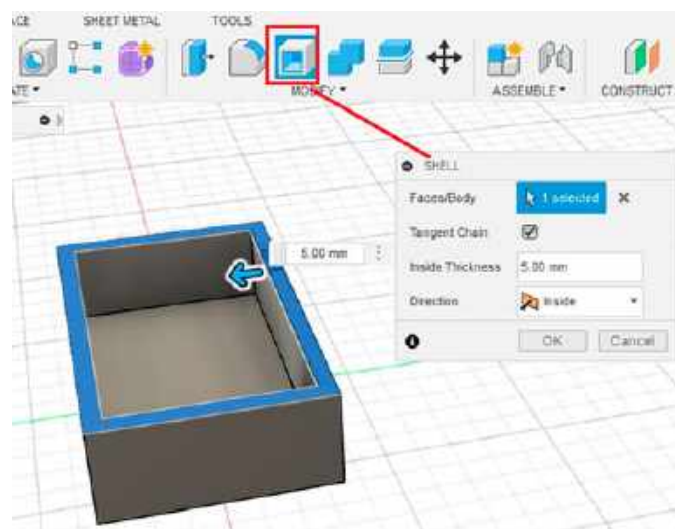 SHEET METAL TOOLS
MODIFY
ASSEMBLE
CONSTRUCT
SHELL
Faces/Body 1 selected
Tangent Chain
5.00 mm
Inside Thickness 5.00 mm
Direction Inside
OK Cancel